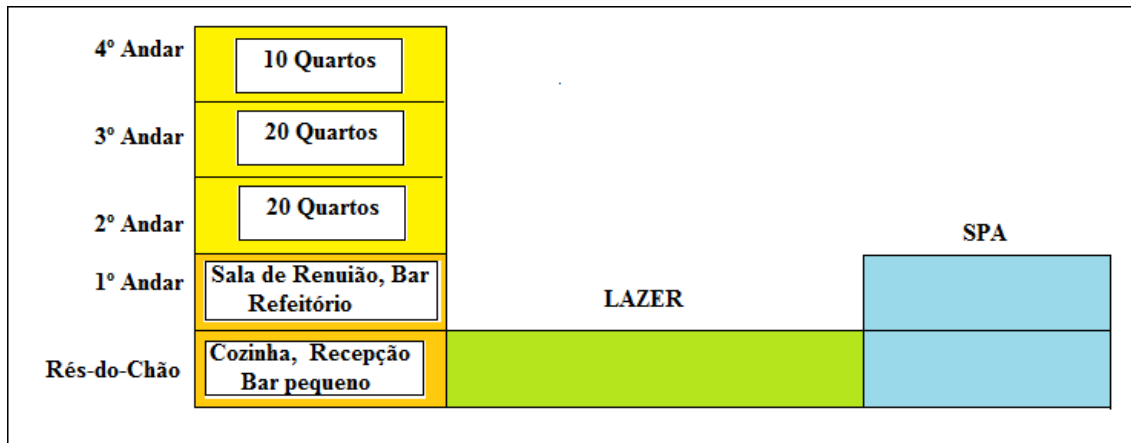 4º Andar
10 Quartos
3º Andar
20 Quartos
2º Andar
20 Quartos
SPA
1º Andar
Sala de Renuião, Bar
Refeitório
LAZER
Rés-do-Chão
Cozinha, Recepção
Bar pequeno